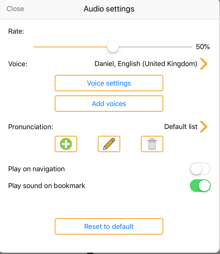 Close Audio settings
Rate:
50%
Voice: Daniel, English (United Kingdom)
Voice settings
Add voices
Pronunciation: Default list
Play on navigation
Play sound on bookmark
Reset to default